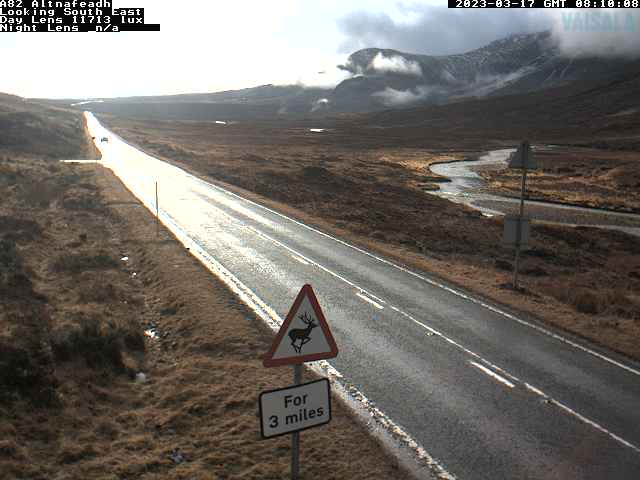 A82 Altnafeadh
Looking South East
Day Lens 11713 lux
Night Lens n/a
2023-03-17 GMT 08:10:08
VAISALA
For
3 miles